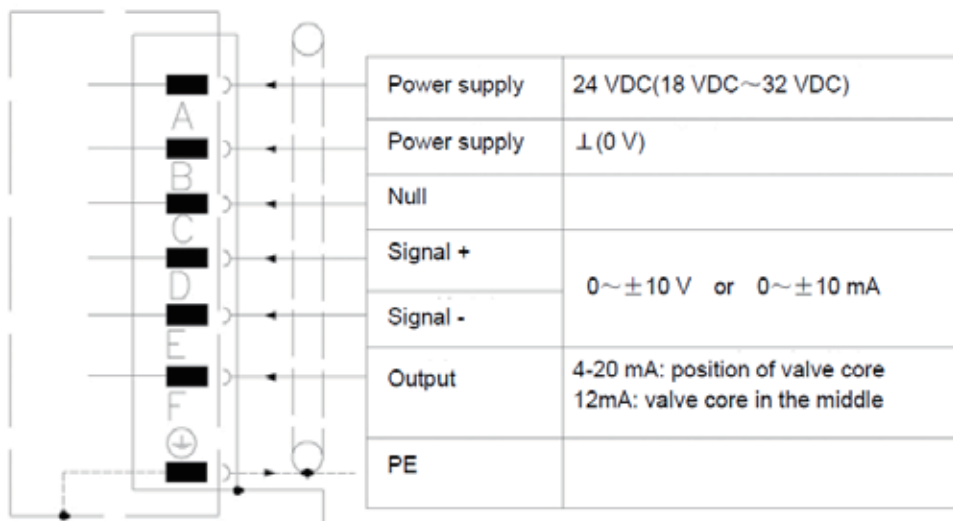 Power supply 24 VDC(18 VDC～32 VDC)
A
Power supply ⊥(0 V)
B
Null
C
Signal +
0～±10 V or 0～±10 mA
D
Signal -
E
Output 4-20 mA: position of valve core
12mA: valve core in the middle
F
PE